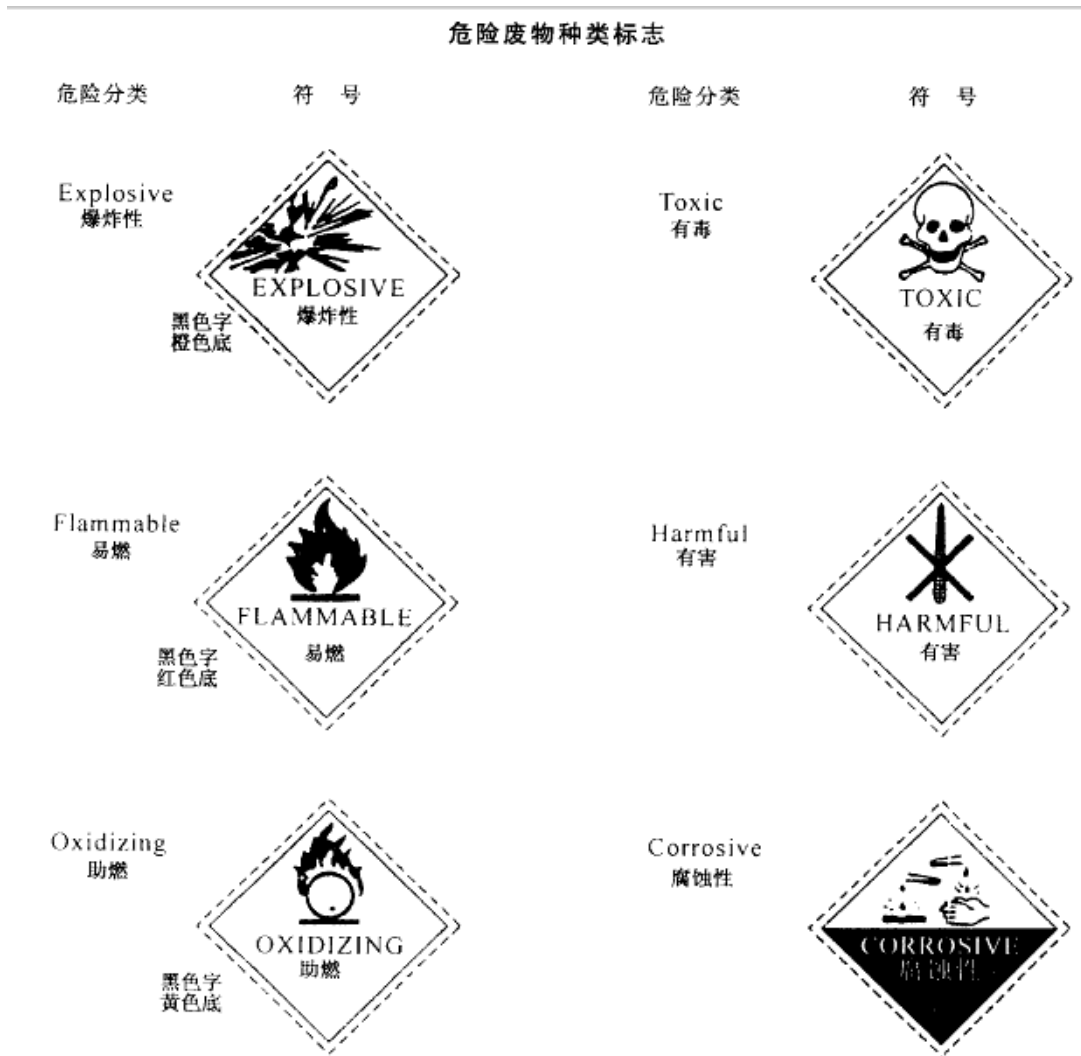 危险废物种类标志
危险分类
符 号
危险分类
符 号
Explosive
爆炸性
EXPLOSIVE
爆炸性
黑色字
橙色底
Toxic
有毒
TOXIC
有毒
Flammable
易燃
FLAMMABLE
易燃
黑色字
红色底
Harmful
有害
HARMFUL
有害
Oxidizing
助燃
OXIDIZING
助燃
黑色字
黄色底
Corrosive
腐蚀性
CORROSIVE
腐蚀性